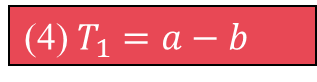 (4) T₁ = a − b